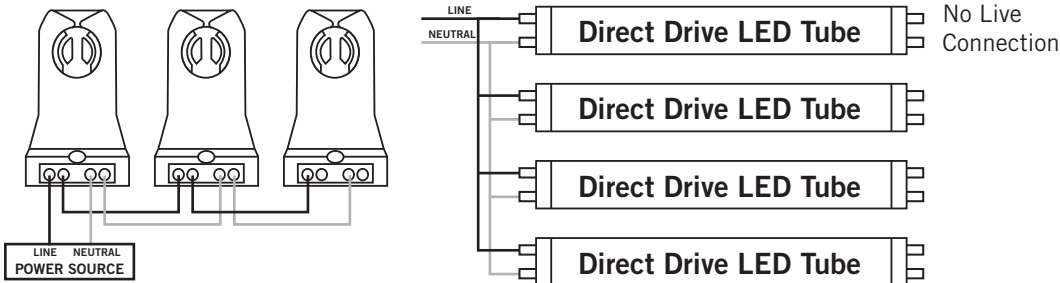 LINE NEUTRAL
POWER SOURCE
LINE
NEUTRAL
Direct Drive LED Tube
No Live
Connection
Direct Drive LED Tube
Direct Drive LED Tube
Direct Drive LED Tube